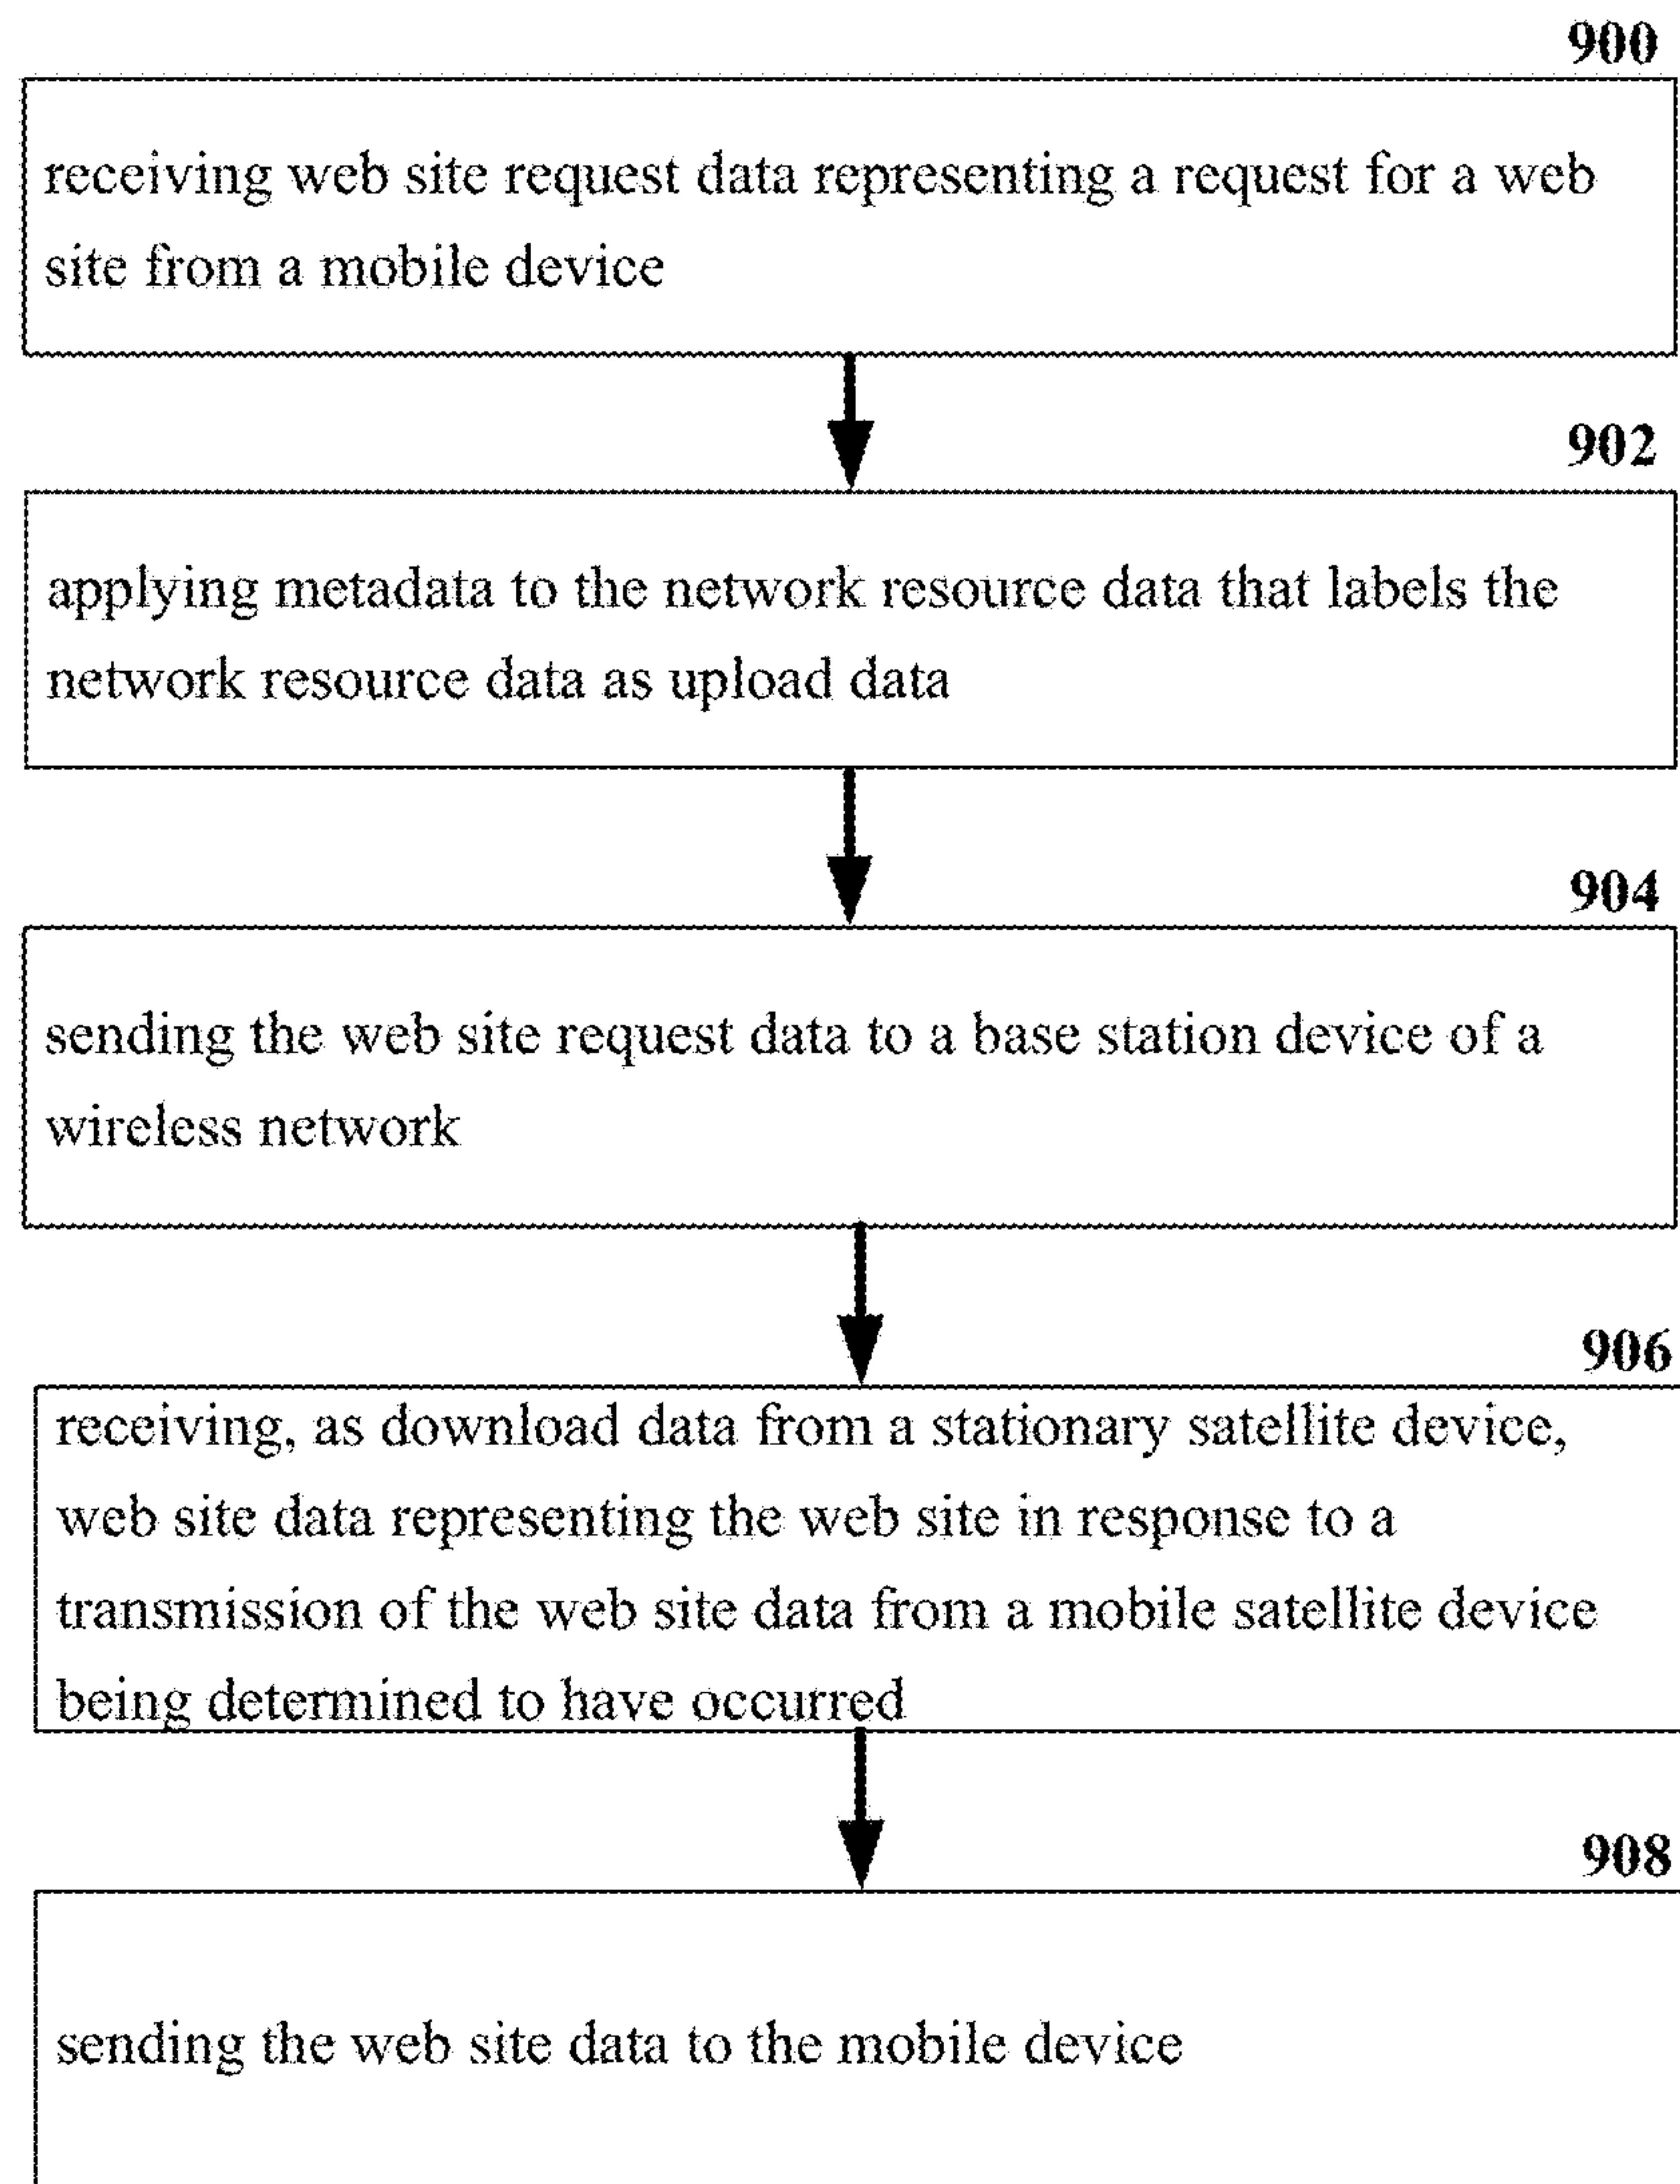 900
receiving web site request data representing a request for a web
site from a mobile device
902
applying metadata to the network resource data that labels the
network resource data as upload data
904
sending the web site request data to a base station device of a
wireless network
906
receiving, as download data from a stationary satellite device,
web site data representing the web site in response to a
transmission of the web site data from a mobile satellite device
being determined to have occurred
908
sending the web site data to the mobile device